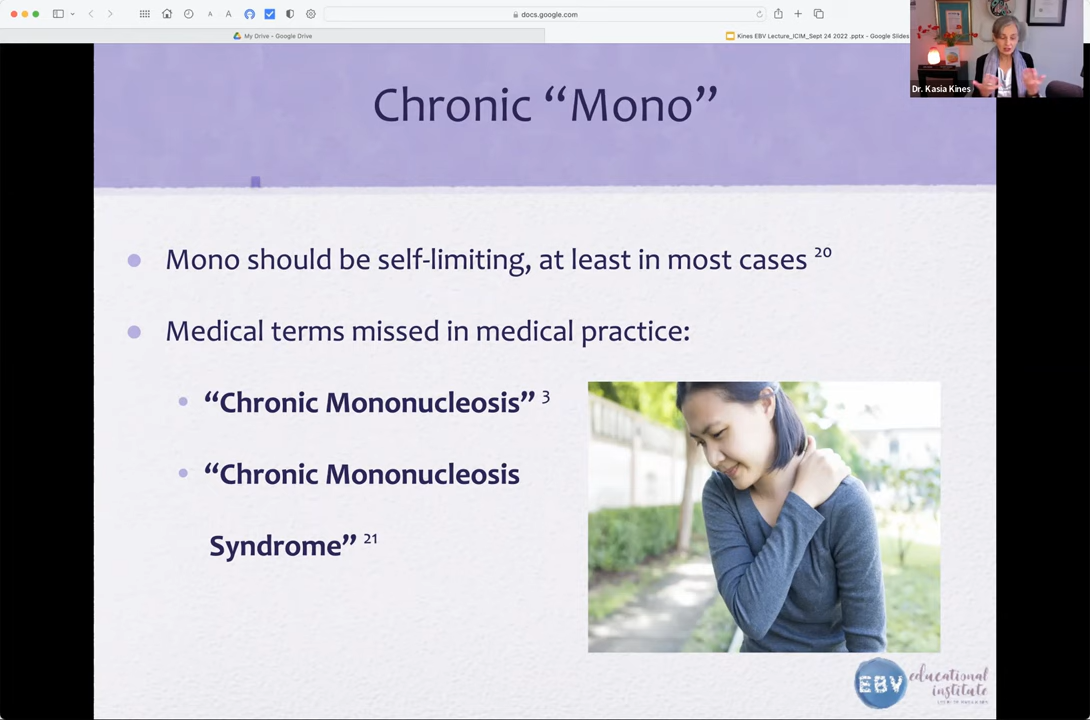 docs.google.com
My Drive - Google Drive
Kines EBV Lecture_ICIM_Sept 24 2022 .pptx - Google Slides
Dr. Kasia Kines
Chronic “Mono”
Mono should be self-limiting, at least in most cases 20
Medical terms missed in medical practice:
“Chronic Mononucleosis” 3
“Chronic Mononucleosis
Syndrome” 21
EBV educational
institute